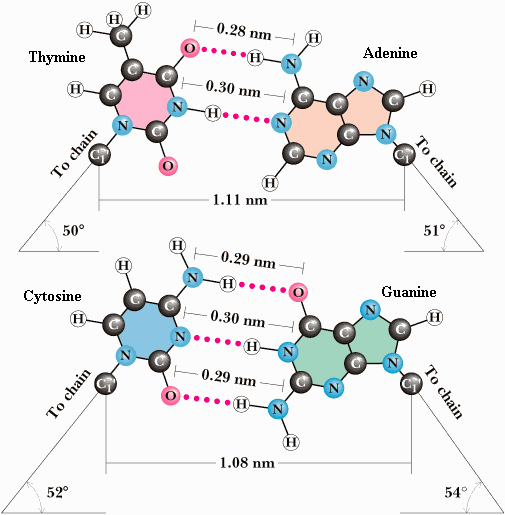 0.28 nm
Thymine
Adenine
H
H
H
C
O
H
H
N
C
C
0.30 nm
H
C
N
H
C
C
N
C
H
N
C
O
N
C
N
C
N
H
To chain
C1'
To chain
C1'
1.11 nm
50°
51°
0.29 nm
Cytosine
Guanine
H
H
N
H
O
H
C
C
0.30 nm
C
N
C
C
H
H
C
N
H
N
C
N
C
0.29 nm
C
N
N
O
H
N
H
To chain
C1'
To chain
C1'
1.08 nm
52°
54°